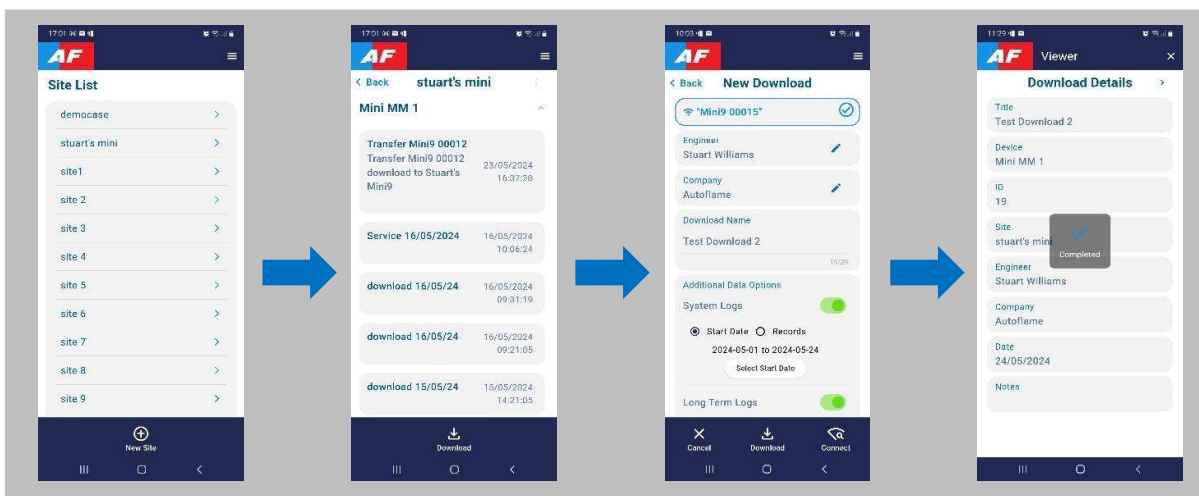 17:01
AF
Site List
democase
stuart's mini
site1
site 2
site 3
site 4
site 5
site 6
site 7
site 8
site 9
New Site
17:01
AF
< Back stuart's mini
Mini MM 1
Transfer Mini9 00012
Transfer Mini9 00012
download to Stuart's
Mini9
23/05/2024
16:37:28
Service 16/05/2024
16/05/2024
10:06:24
download 16/05/24
16/05/2024
09:31:19
download 16/05/24
16/05/2024
09:21:05
download 15/05/24
15/05/2024
14:21:05
Download
10:03
AF
< Back New Download
"Mini9 00015"
Engineer
Stuart Williams
Company
Autoflame
Download Name
Test Download 2
15/20
Additional Data Options
System Logs
Start Date Records
2024-05-01 to 2024-05-24
Select Start Date
Long Term Logs
Cancel Download Connect
11:29
AF Viewer ×
Download Details >
Title
Test Download 2
Device
Mini MM 1
ID
19
Site
stuart's mini
Completed
Engineer
Stuart Williams
Company
Autoflame
Date
24/05/2024
Notes